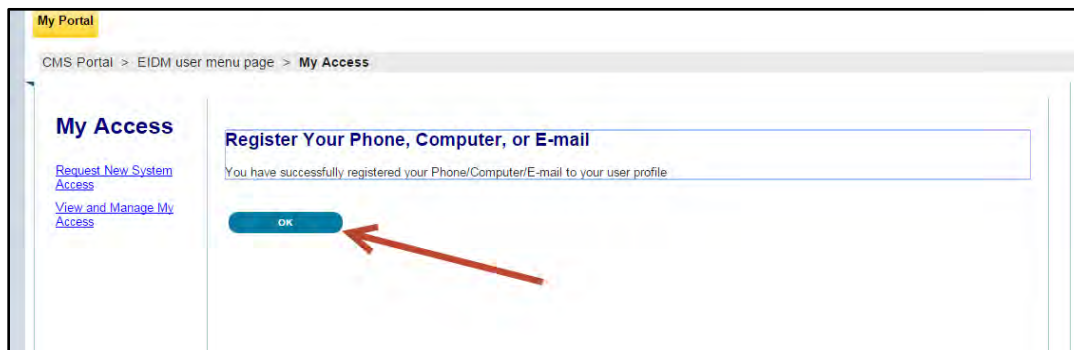 My Portal
CMS Portal > EIDM user menu page > My Access
My Access
Request New System
Access
View and Manage My
Access
Register Your Phone, Computer, or E-mail
You have successfully registered your Phone/Computer/E-mail to your user profile
OK